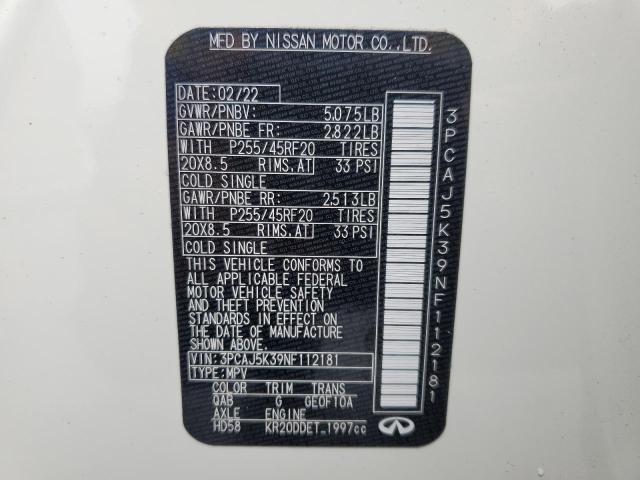 MFD BY NISSAN MOTOR CO.,LTD.
DATE: 02/22
GVWR/PNBV: 5,075LB
GAWR/PNBE FR: 2,822LB
WITH P255/45RF20 TIRES
20X8.5 RIMS.AT 33 PSI
COLD SINGLE
GAWR/PNBE RR: 2,513LB
WITH P255/45RF20 TIRES
20X8.5 RIMS.AT 33 PSI
COLD SINGLE
THIS VEHICLE CONFORMS TO
ALL APPLICABLE FEDERAL
MOTOR VEHICLE SAFETY
AND THEFT PREVENTION
STANDARDS IN EFFECT ON
THE DATE OF MANUFACTURE
SHOWN ABOVE.
VIN: 3PCAJ5K39NF112181
TYPE: MPV
COLOR TRIM TRANS
QAB G GE0F10A
AXLE ENGINE
HD58 KR20DDET 1997cc
3PCAJ5K39NF112181